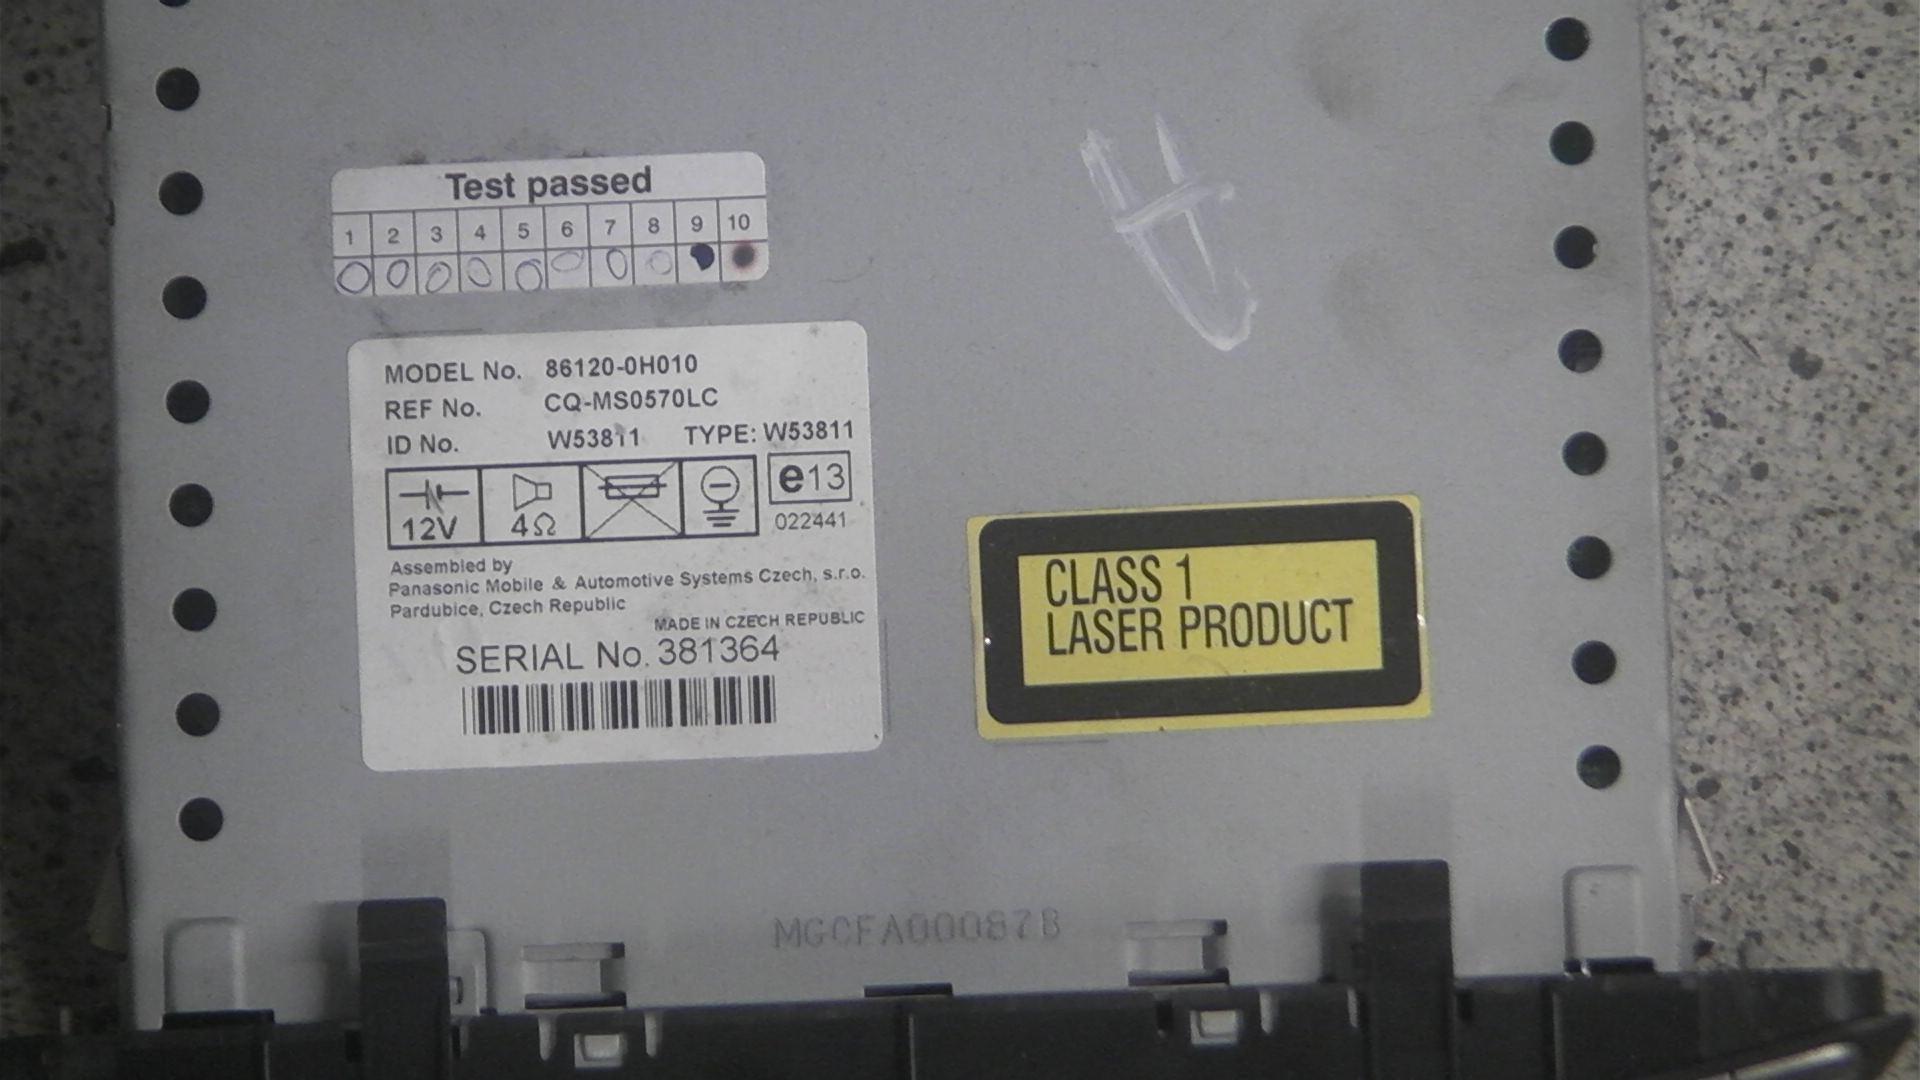 Test passed
1 2 3 4 5 6 7 8 9 10
MODEL No. 86120-0H010
REF No. CQ-MS0570LC
ID No. W53811 TYPE: W53811
12V 4Ω e13
022441
Assembled by
Panasonic Mobile & Automotive Systems Czech, s.r.o.
Pardubice, Czech Republic
MADE IN CZECH REPUBLIC
SERIAL No. 381364
CLASS 1
LASER PRODUCT
MGCFA00087B